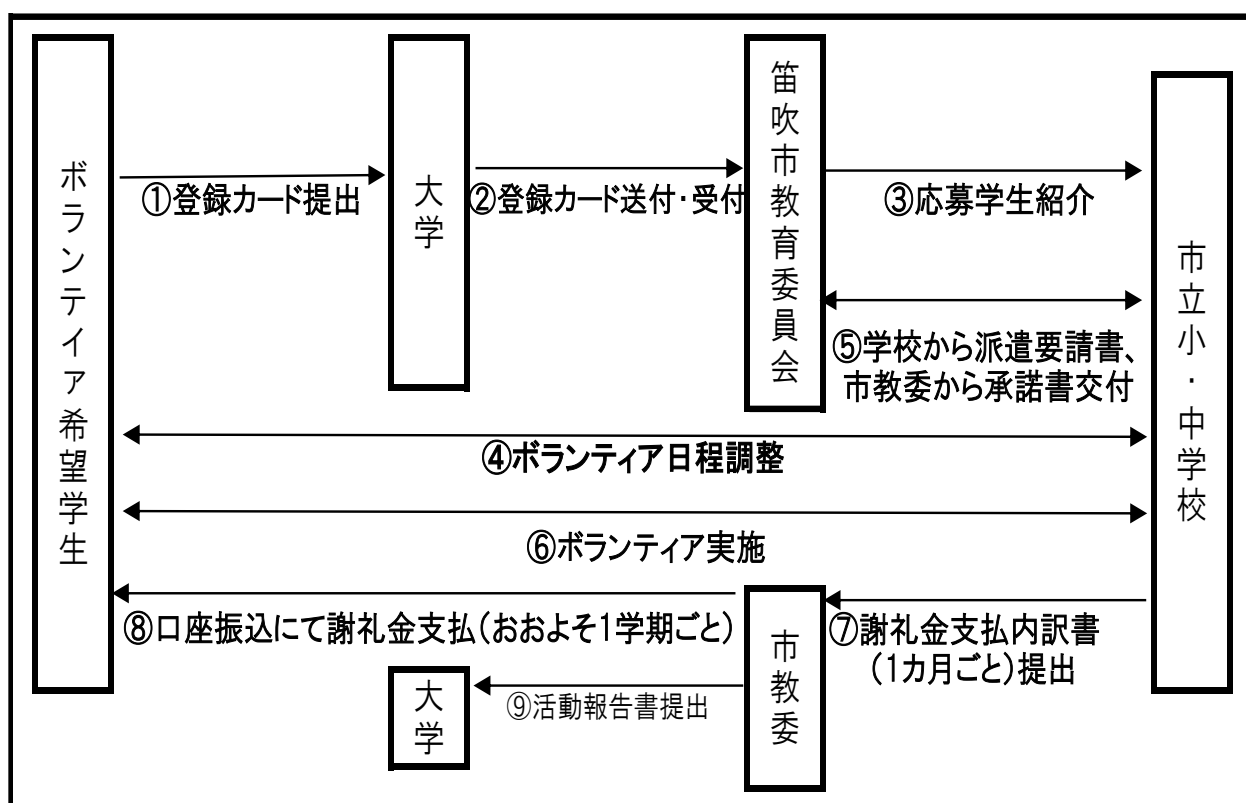 ボランテイァ希望学生
大学
笛吹市教育委員会
市立小・中学校
①登録カード提出
②登録カード送付・受付
③応募学生紹介
⑤学校から派遣要請書、
市教委から承諾書交付
④ボランティア日程調整
⑥ボランティア実施
⑧口座振込にて謝礼金支払(おおよそ1学期ごと)
⑦謝礼金支払内訳書
(1カ月ごと)提出
市教委
大学
⑨活動報告書提出